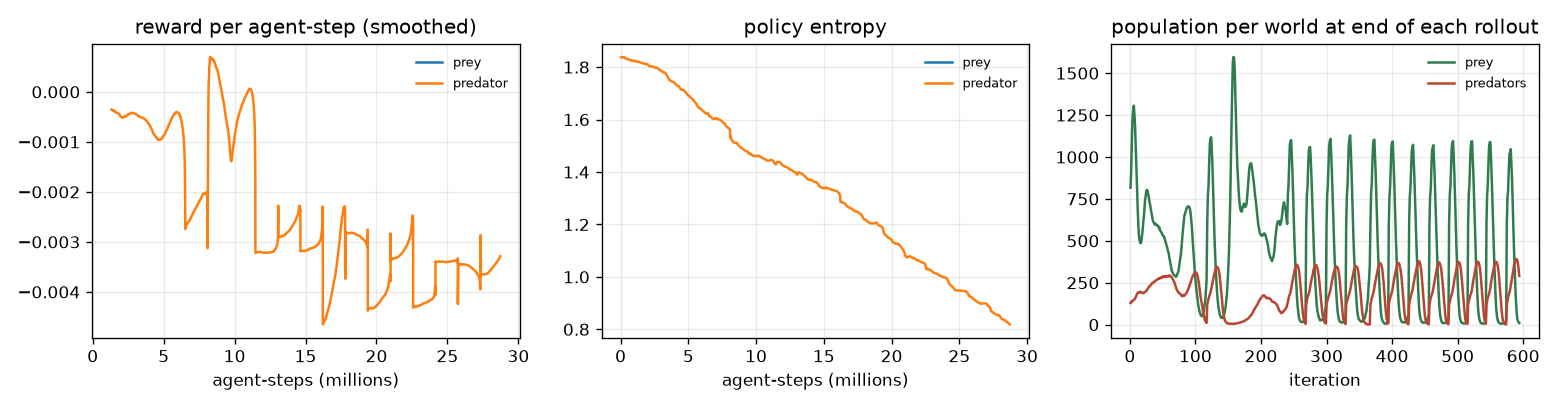 reward per agent-step (smoothed)
prey
predator
0.000
−0.001
−0.002
−0.003
−0.004
0 5 10 15 20 25 30
agent-steps (millions)
policy entropy
prey
predator
1.8
1.6
1.4
1.2
1.0
0.8
0 5 10 15 20 25 30
agent-steps (millions)
population per world at end of each rollout
prey
predators
1500
1250
1000
750
500
250
0
0 100 200 300 400 500 600
iteration